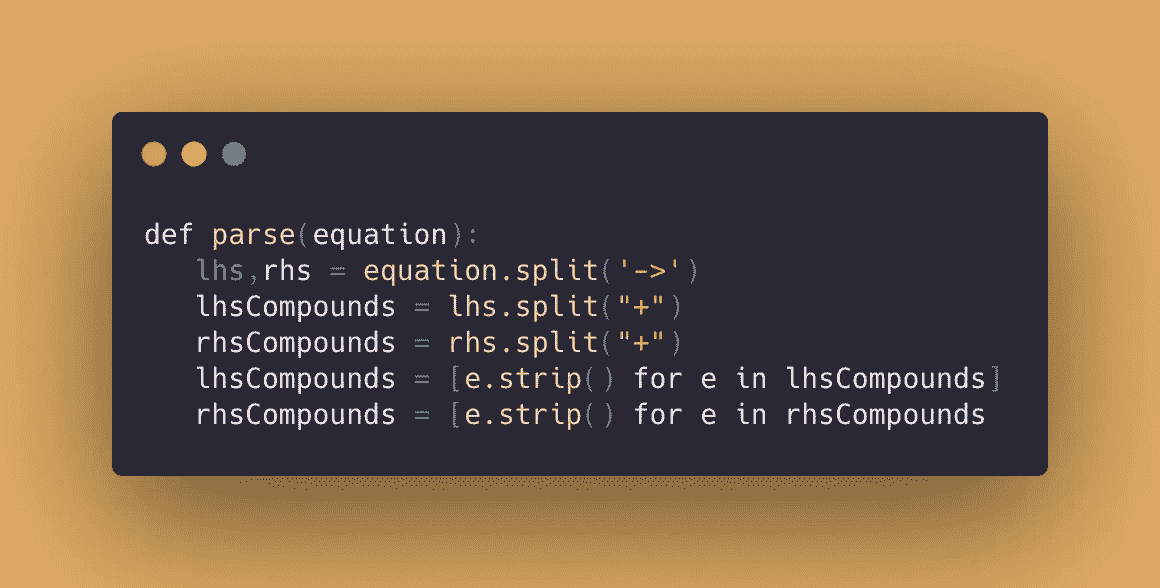 def parse(equation):
   lhs,rhs = equation.split('->')
   lhsCompounds = lhs.split("+")
   rhsCompounds = rhs.split("+")
   lhsCompounds = [e.strip() for e in lhsCompounds]
   rhsCompounds = [e.strip() for e in rhsCompounds